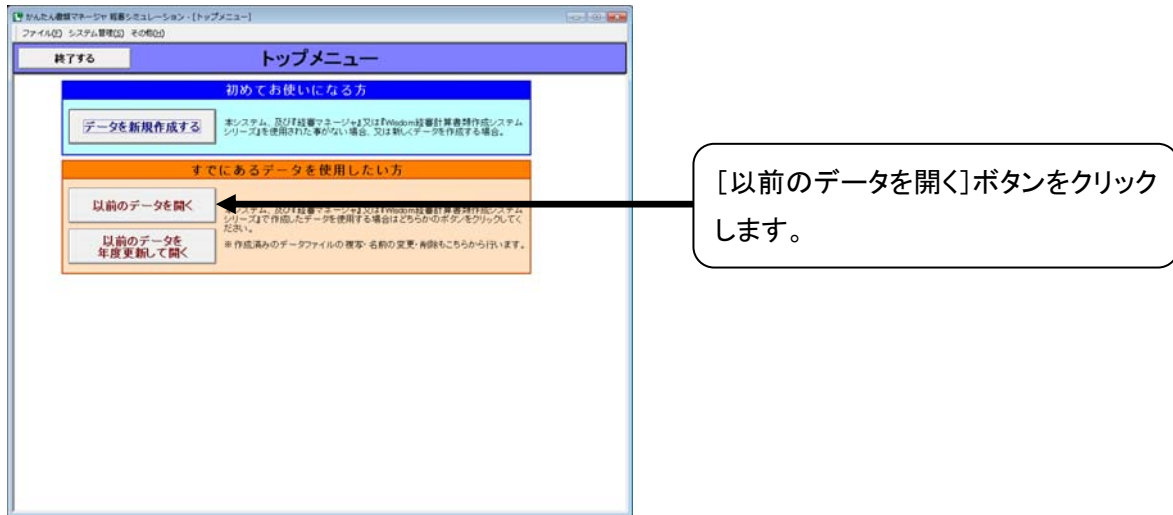 かんたん書類マネージャ 経審シミュレーション - [トップメニュー]
ファイル(F) システム管理(S) その他(H)
終了する
トップメニュー
初めてお使いになる方
データを新規作成する
本システム、及び『経審マネージャ』又は『Wisdom経審計算書類作成システム
シリーズ』を使用された事がない場合、又は新しくデータを作成する場合。
すでにあるデータを使用したい方
以前のデータを開く
本システム、及び『経審マネージャ』又は『Wisdom経審計算書類作成システム
シリーズ』で作成したデータを使用する場合はどちらかのボタンをクリックしてく
ださい。
以前のデータを
年度更新して開く
※作成済みのデータファイルの複写・名前の変更・削除もこちらから行います。
[以前のデータを開く]ボタンをクリック
します。